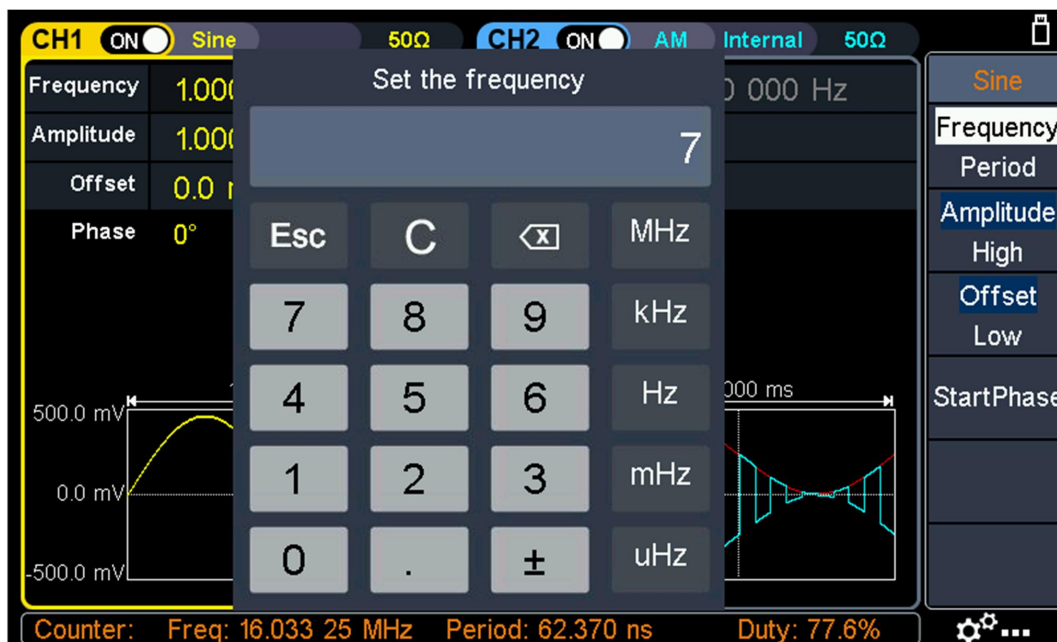 CH1 ON Sine 50Ω CH2 ON AM Internal 50Ω
Set the frequency
Sine
Frequency 1.000 0 000 Hz
7
Frequency
Period
Amplitude 1.000
Offset 0.0
Phase 0°
Amplitude
High
Offset
Low
StartPhase
Esc C X MHz
7 8 9 kHz
4 5 6 Hz
1 2 3 mHz
0 . ± uHz
000 ms
500.0 mV
0.0 mV
-500.0 mV
Counter: Freq: 16.033 25 MHz Period: 62.370 ns Duty: 77.6%